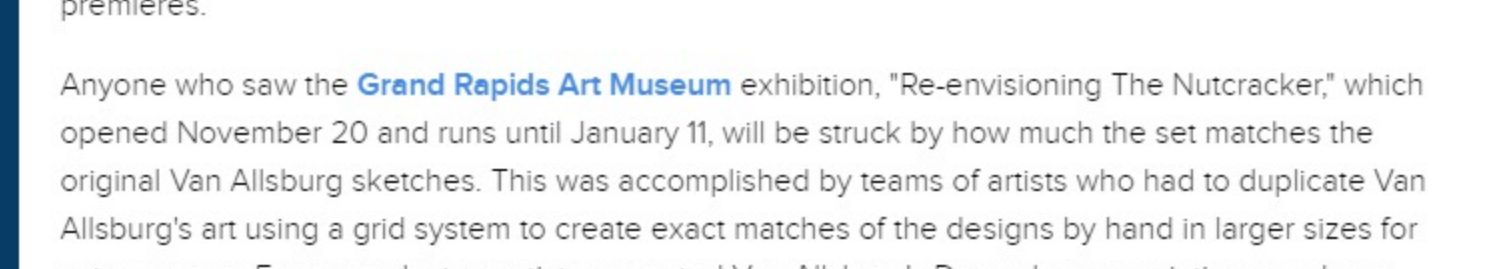 premieres.
Anyone who saw the Grand Rapids Art Museum exhibition, "Re-envisioning The Nutcracker," which
opened November 20 and runs until January 11, will be struck by how much the set matches the
original Van Allsburg sketches. This was accomplished by teams of artists who had to duplicate Van
Allsburg's art using a grid system to create exact matches of the designs by hand in larger sizes for